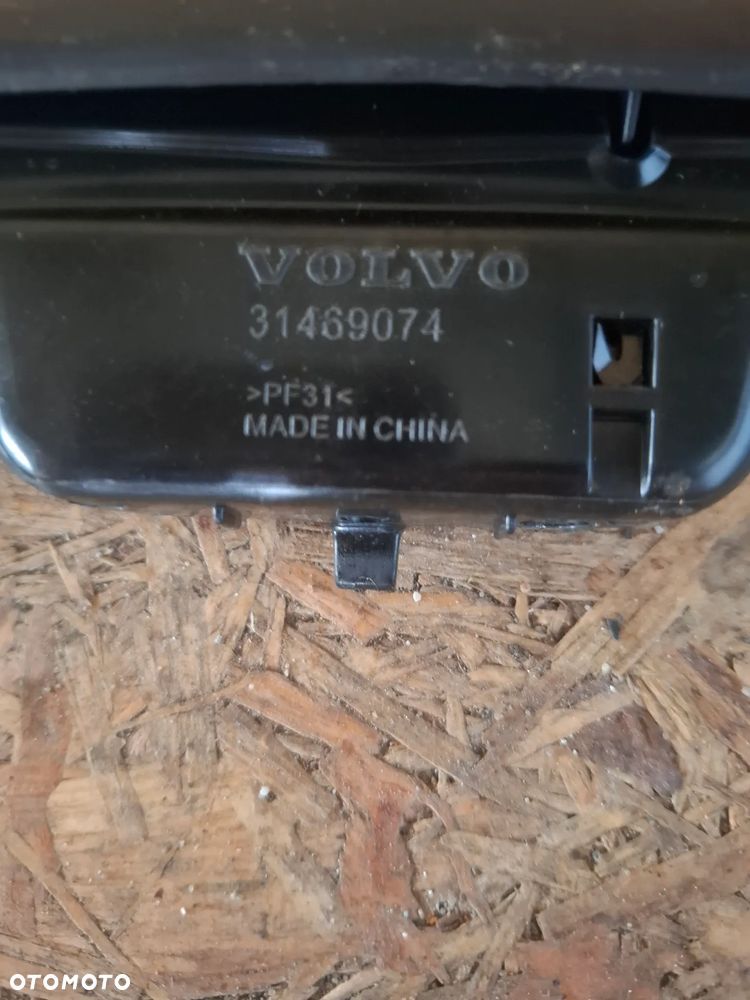 VOLVO
31469074
>PF31<
MADE IN CHINA
OTOMOTO